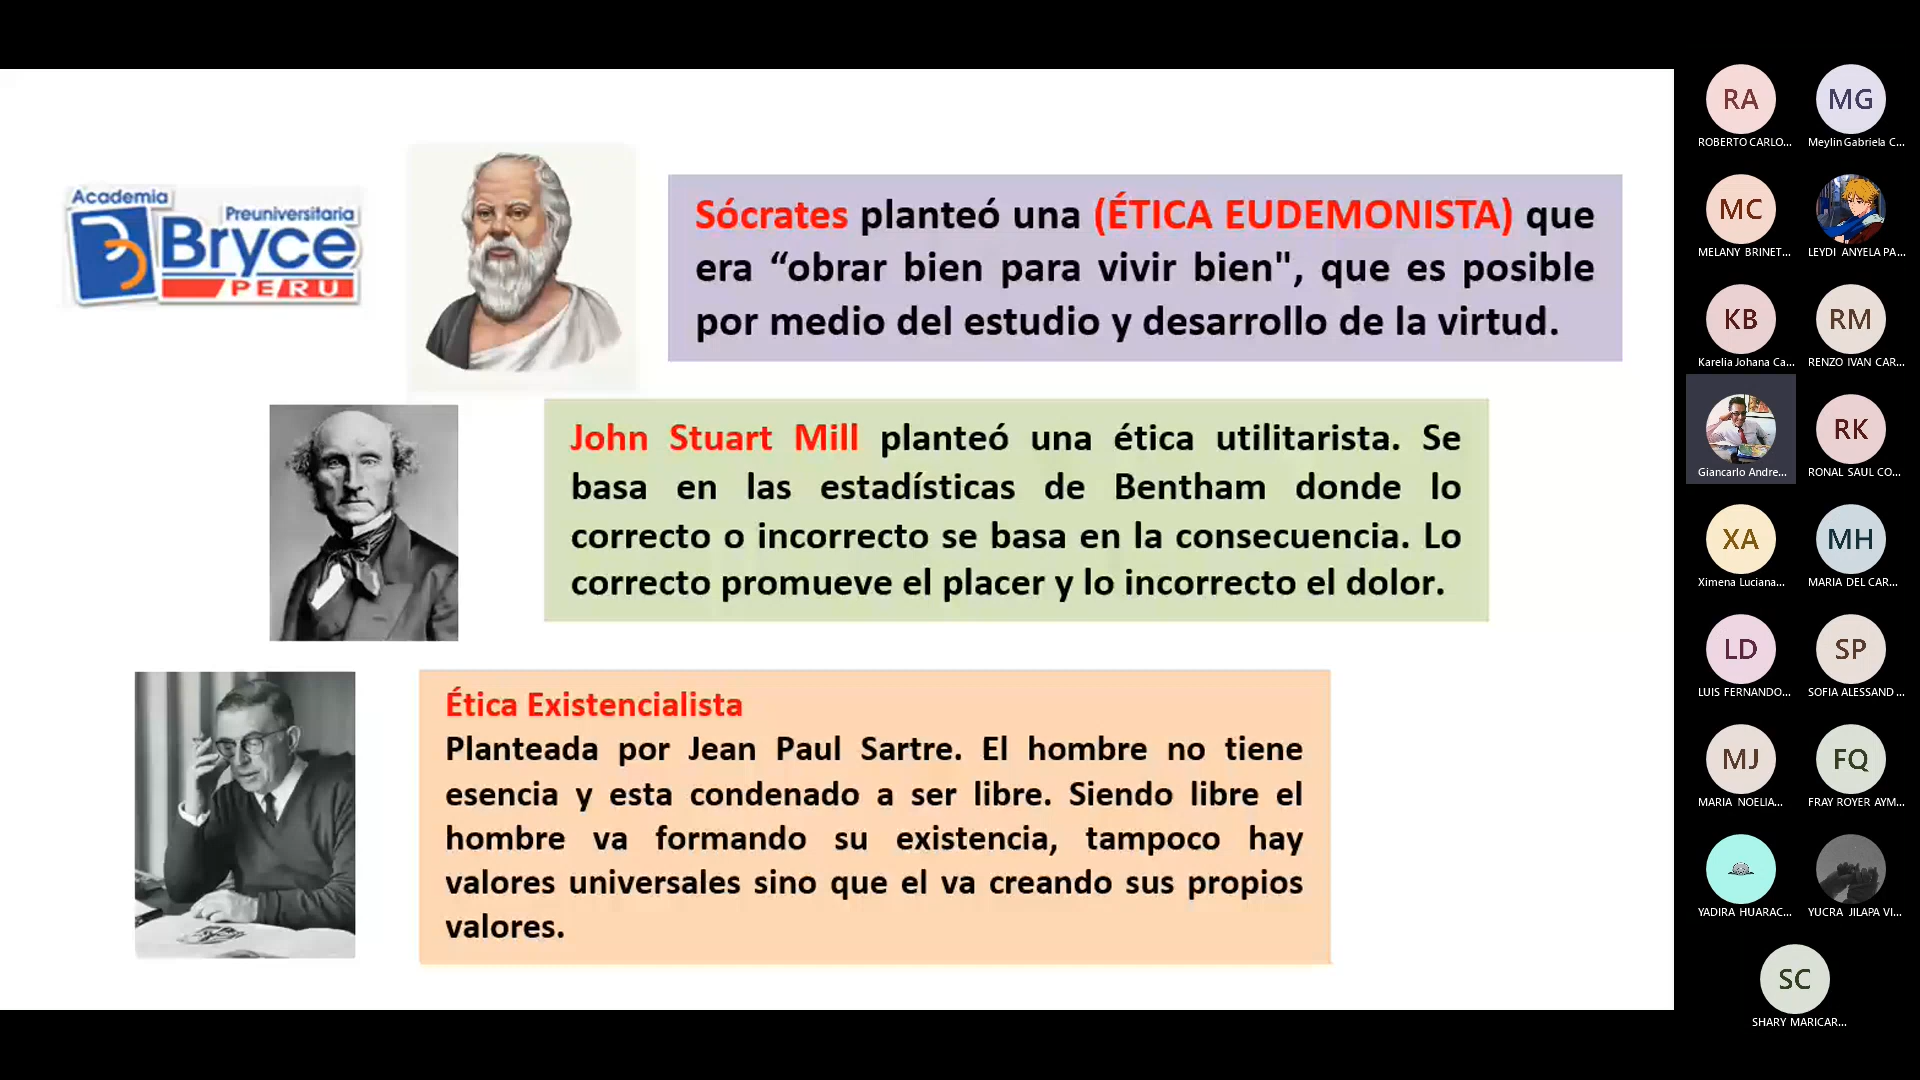 Academia
Preuniversitaria
Bryce
PERU
Sócrates planteó una (ÉTICA EUDEMONISTA) que
era “obrar bien para vivir bien", que es posible
por medio del estudio y desarrollo de la virtud.
John Stuart Mill planteó una ética utilitarista. Se
basa en las estadísticas de Bentham donde lo
correcto o incorrecto se basa en la consecuencia. Lo
correcto promueve el placer y lo incorrecto el dolor.
Ética Existencialista
Planteada por Jean Paul Sartre. El hombre no tiene
esencia y esta condenado a ser libre. Siendo libre el
hombre va formando su existencia, tampoco hay
valores universales sino que el va creando sus propios
valores.
RA
ROBERTO CARLO...
MG
Meylin Gabriela C...
MC
MELANY BRINET...
LEYDI ANYELA PA...
KB
Karelia Johana Ca...
RM
RENZO IVAN CAR...
Giancarlo Andre...
RK
RONAL SAUL CO...
XA
Ximena Luciana...
MH
MARIA DEL CAR...
LD
LUIS FERNANDO...
SP
SOFIA ALESSAND...
MJ
MARIA NOELIA...
FQ
FRAY ROYER AYM...
YADIRA HUARAC...
YUCRA JILAPA VI...
SC
SHARY MARICAR...